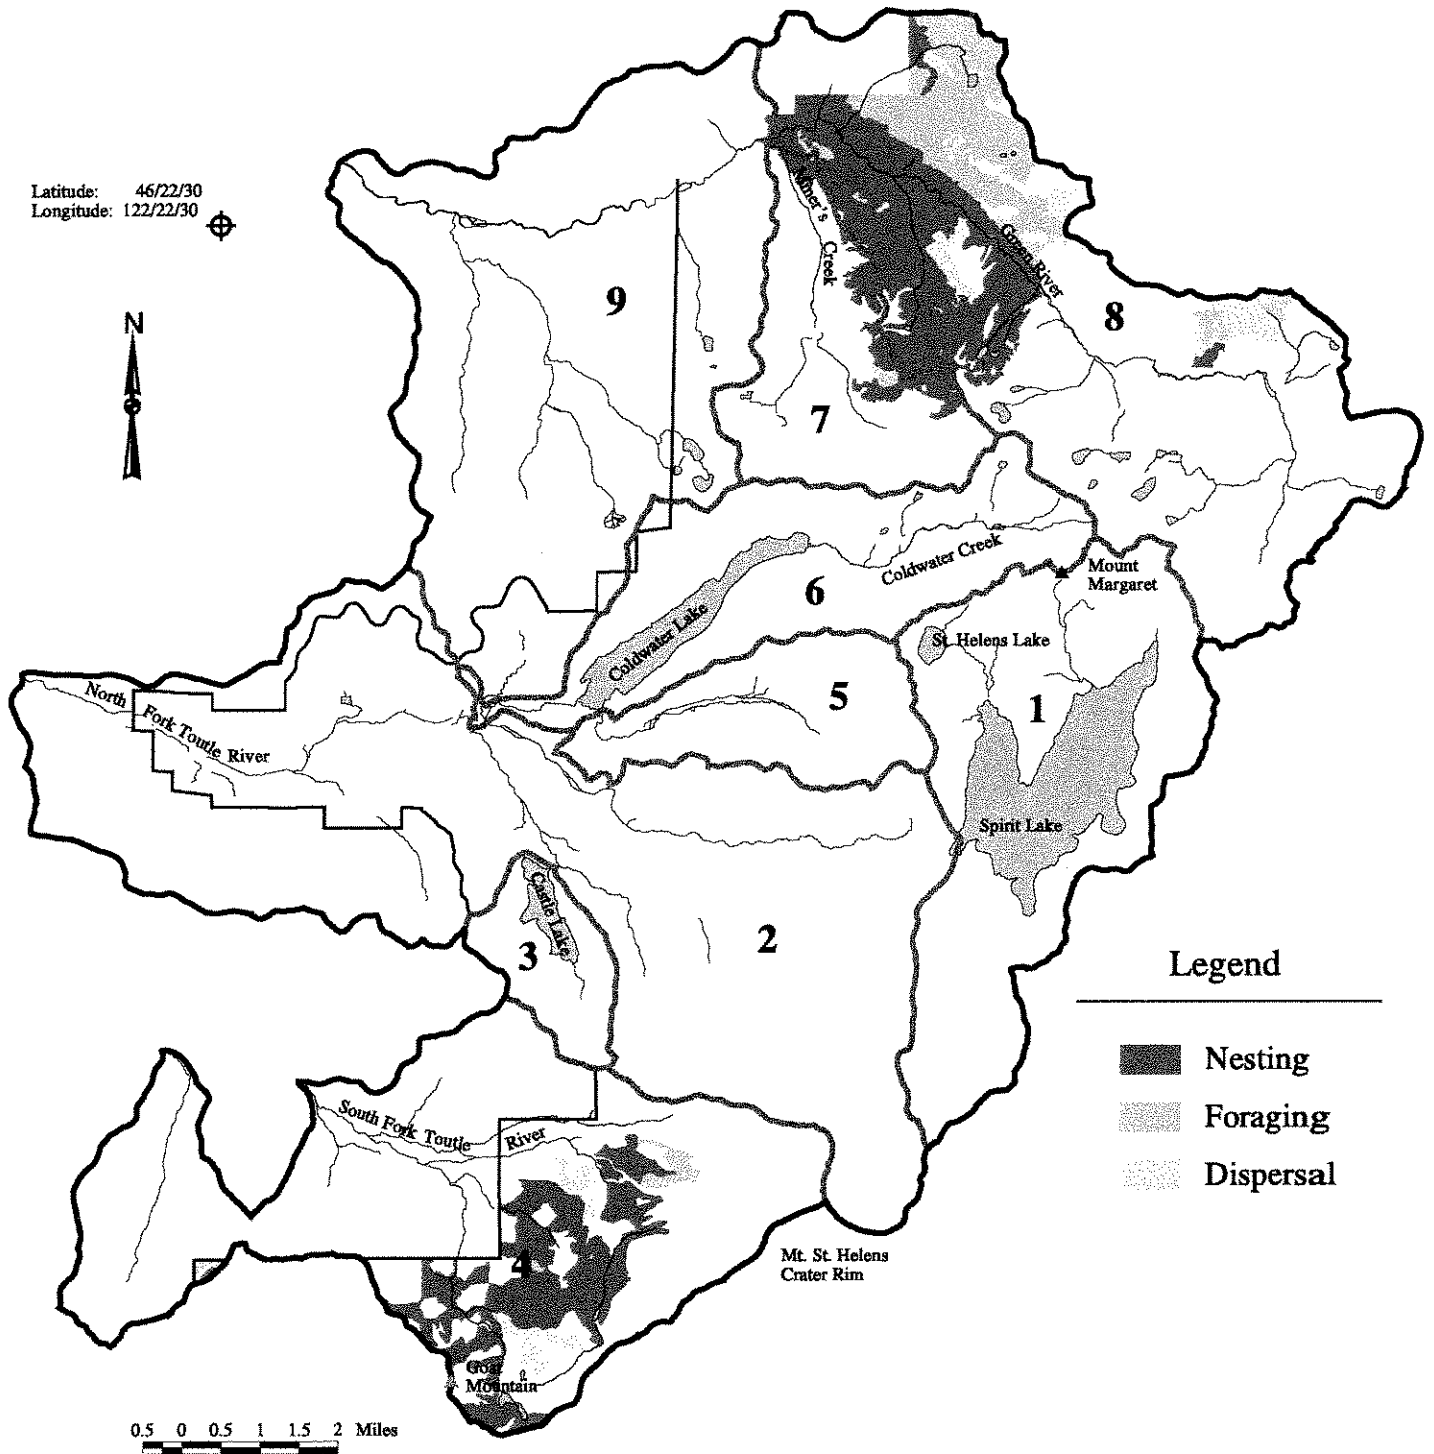 Latitude: 46/22/30
Longitude: 122/22/30
N
Miner's
Creek
Green River
9
8
7
Coldwater Creek
Mount
Margaret
6
Coldwater Lake
St. Helens Lake
5
1
North Fork Toutle River
Spirit Lake
Castle Lake
3
2
Legend
Nesting
Foraging
Dispersal
South Fork Toutle River
4
Mt. St. Helens
Crater Rim
Goat
Mountain
0.5 0 0.5 1 1.5 2 Miles